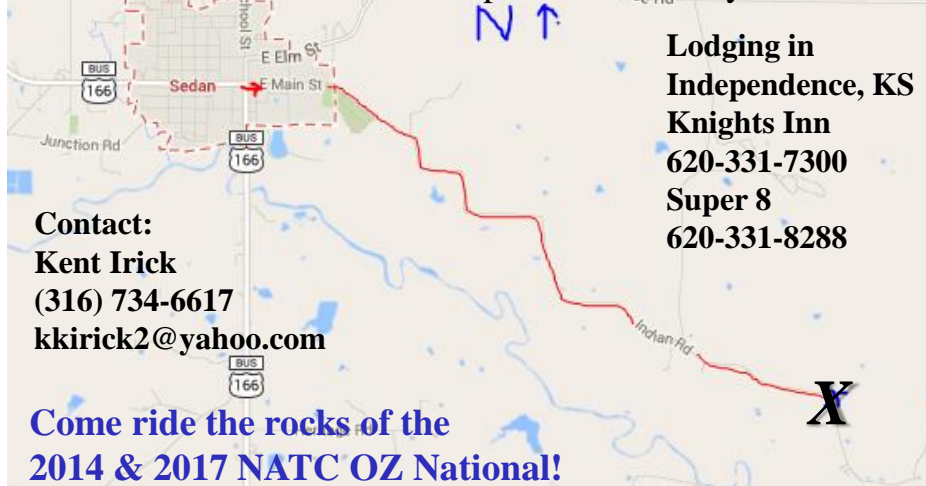 N ↑
Lodging in
Independence, KS
Knights Inn
620-331-7300
Super 8
620-331-8288
School St
E Elm St
BUS
166
Sedan
E Main St
Junction Rd
BUS
166
Contact:
Kent Irick
(316) 734-6617
kkirick2@yahoo.com
Indian Rd
BUS
166
X
Come ride the rocks of the
2014 & 2017 NATC OZ National!